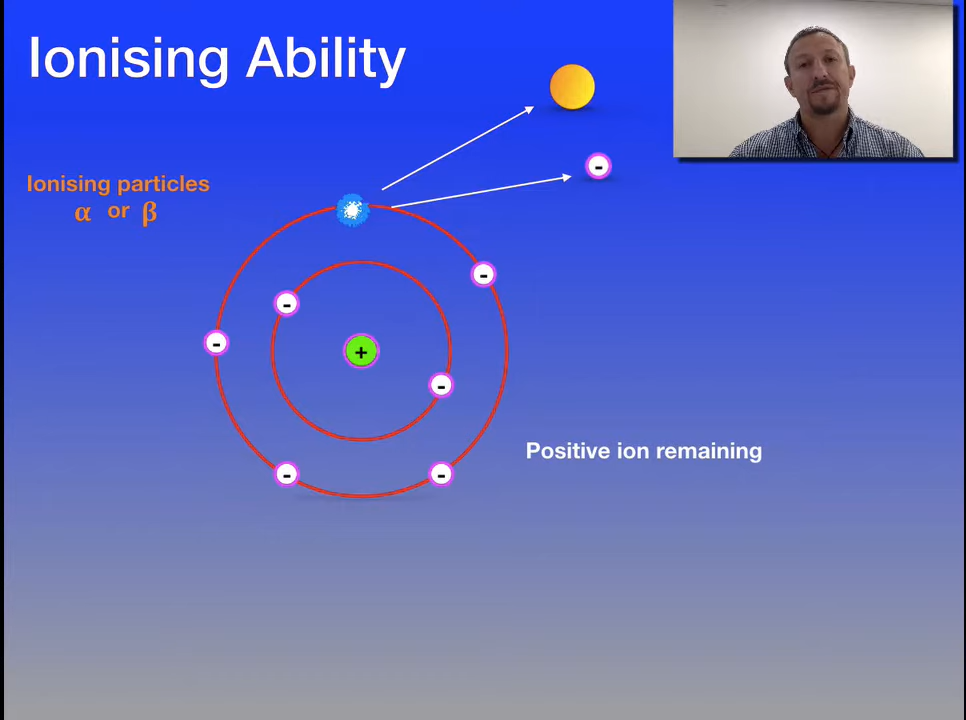 Ionising Ability
Ionising particles
α or β
-
-
-
-
+
-
-
-
Positive ion remaining